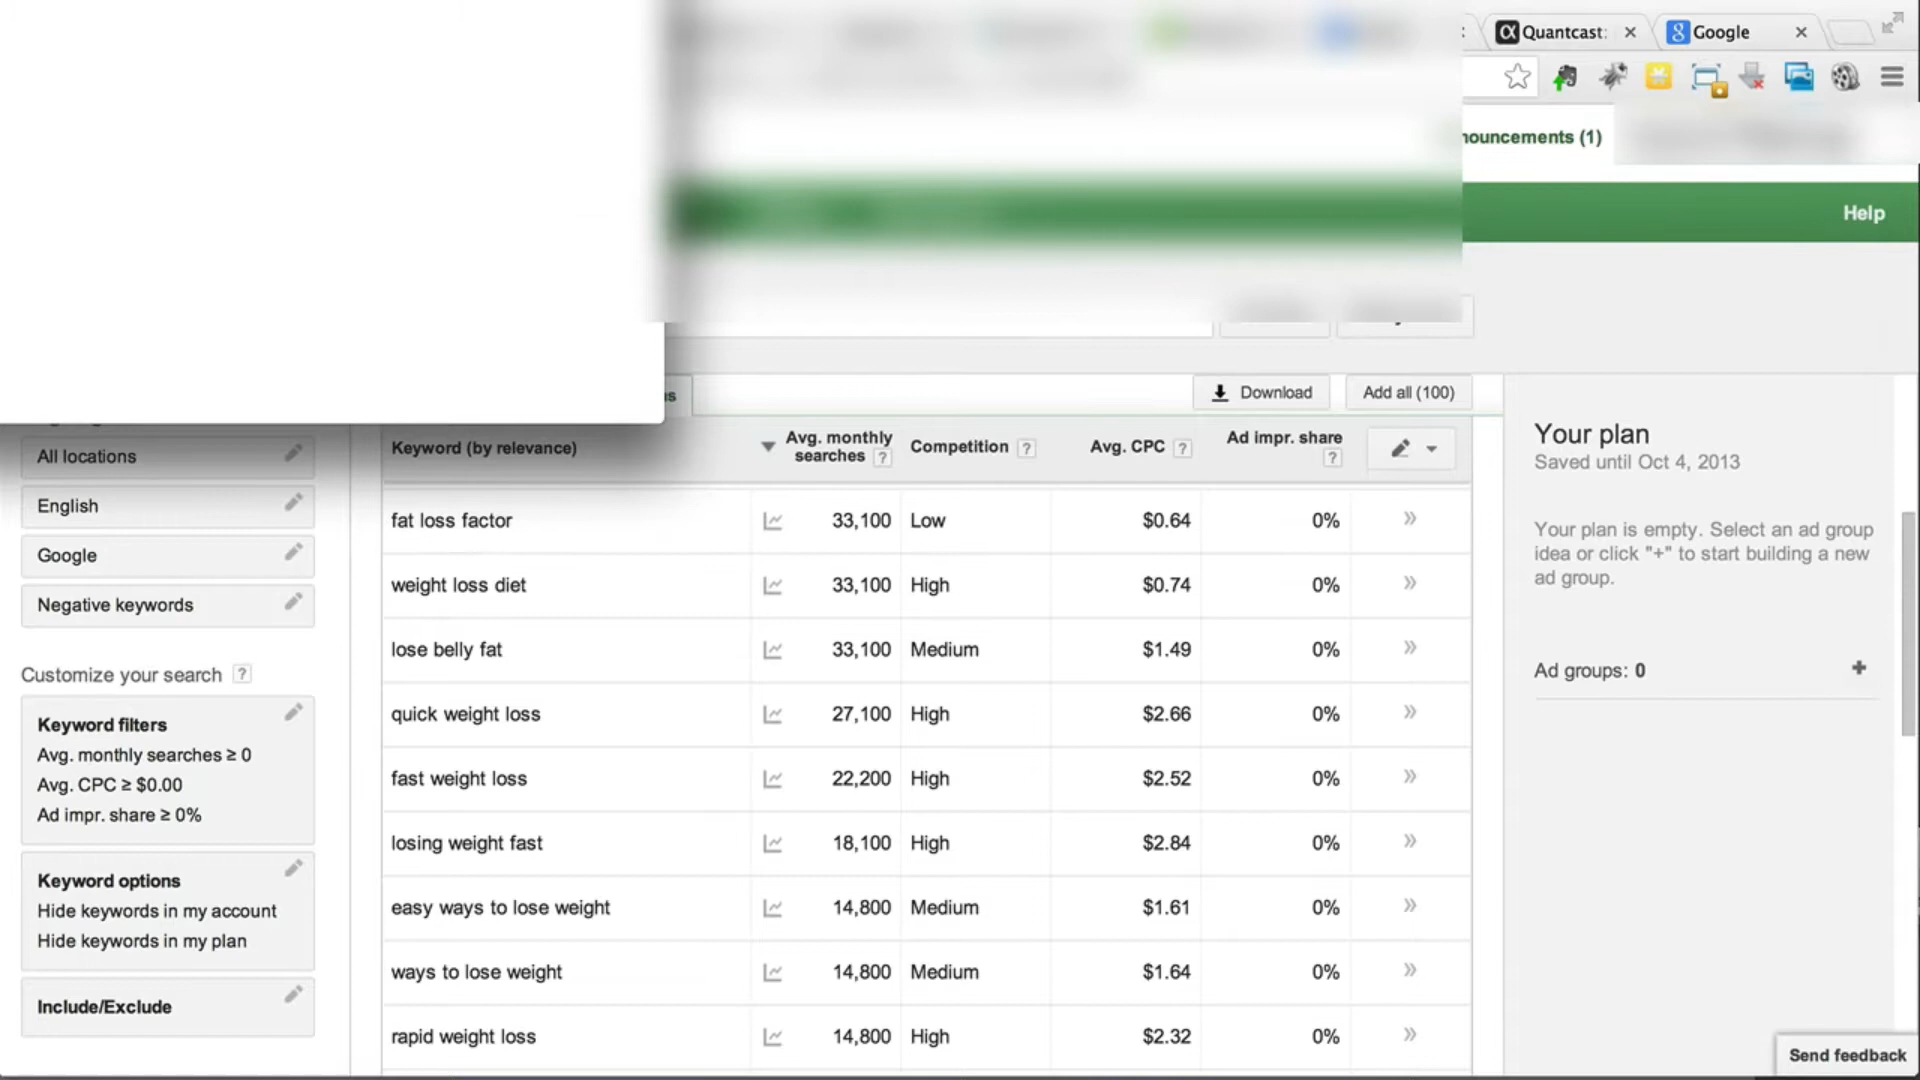 Quantcast:
Google
nouncements (1)
Help
Download
Add all (100)
Keyword (by relevance)
Avg. monthly
searches ?
Competition ?
Avg. CPC ?
Ad impr. share
?
fat loss factor 33,100 Low $0.64 0% »
weight loss diet 33,100 High $0.74 0% »
lose belly fat 33,100 Medium $1.49 0% »
quick weight loss 27,100 High $2.66 0% »
fast weight loss 22,200 High $2.52 0% »
losing weight fast 18,100 High $2.84 0% »
easy ways to lose weight 14,800 Medium $1.61 0% »
ways to lose weight 14,800 Medium $1.64 0% »
rapid weight loss 14,800 High $2.32 0% »
All locations
English
Google
Negative keywords
Customize your search ?
Keyword filters
Avg. monthly searches ≥ 0
Avg. CPC ≥ $0.00
Ad impr. share ≥ 0%
Keyword options
Hide keywords in my account
Hide keywords in my plan
Include/Exclude
Your plan
Saved until Oct 4, 2013
Your plan is empty. Select an ad group
idea or click "+" to start building a new
ad group.
Ad groups: 0 +
Send feedback